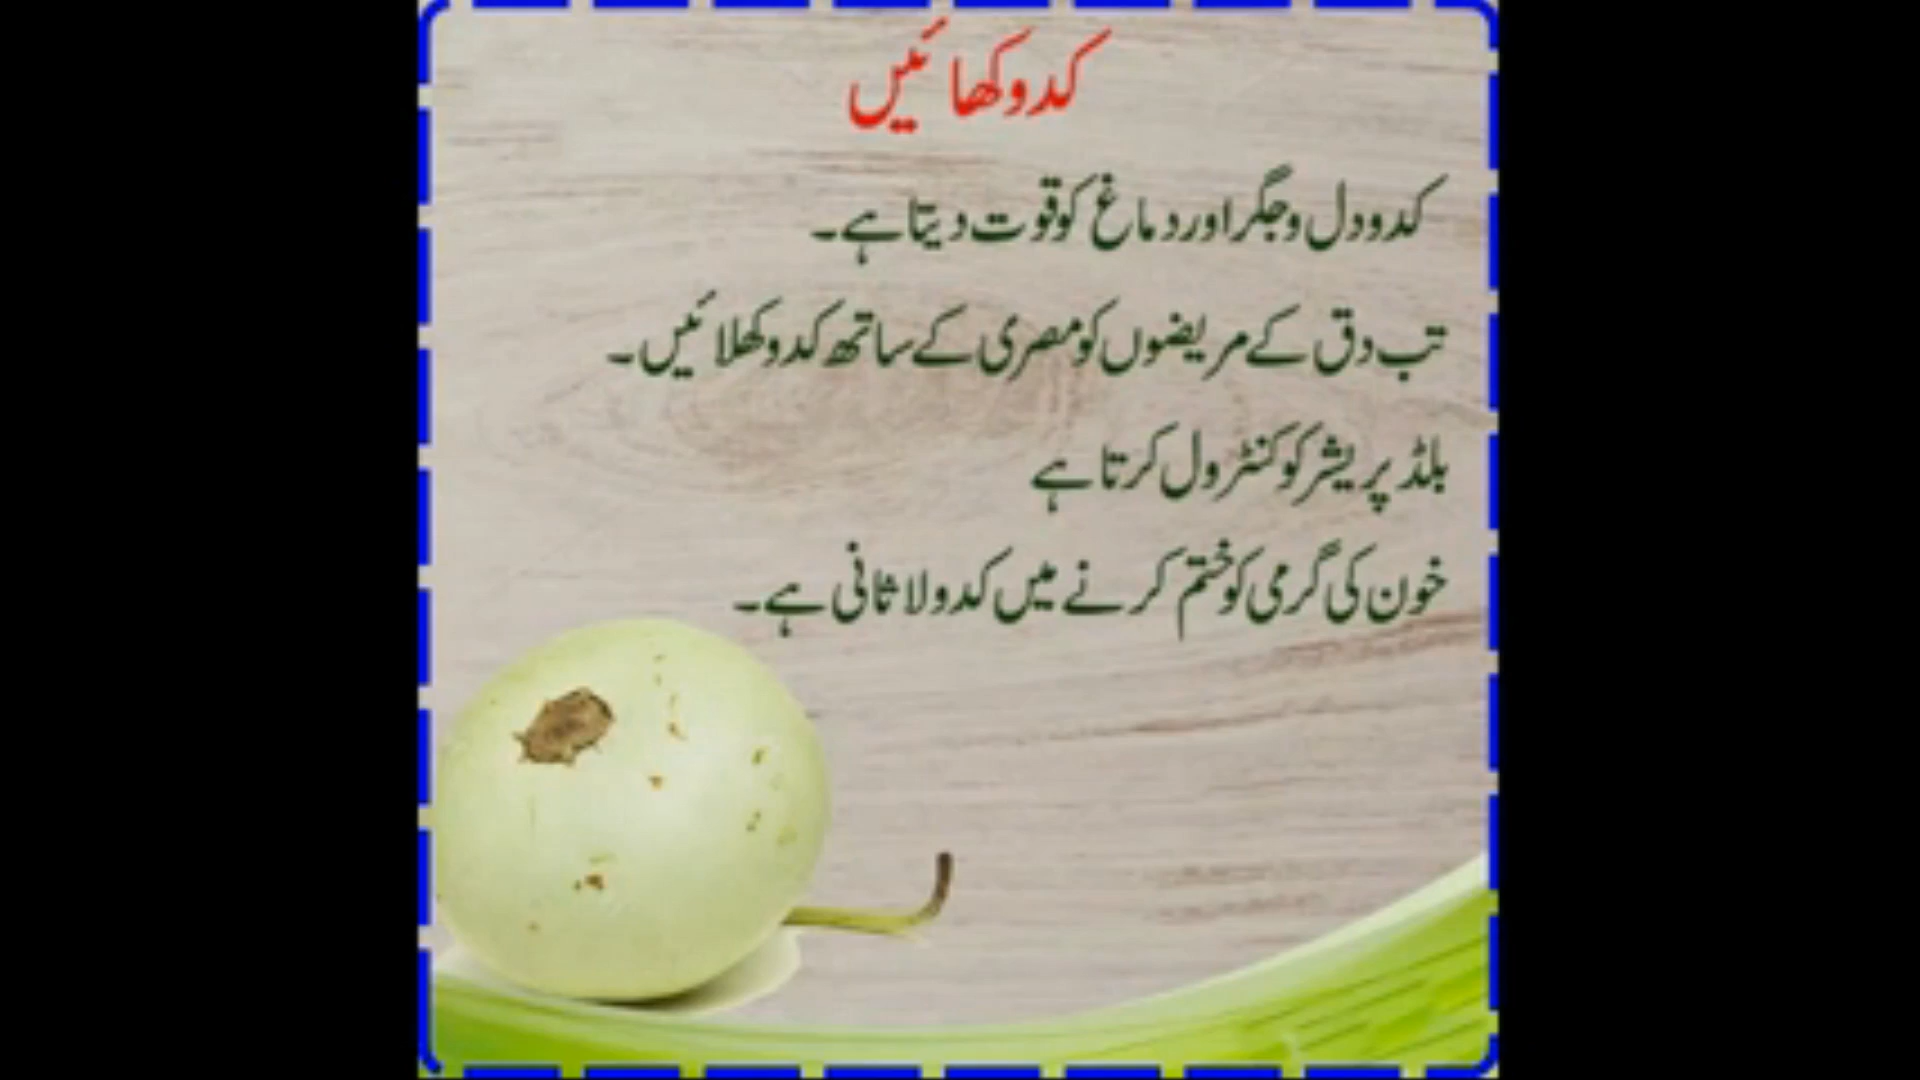 کدو کھائیں
کدو دل و جگر اور دماغ کو قوت دیتا ہے۔
تب دق کے مریضوں کو مصری کے ساتھ کدو کھلائیں۔
بلڈ پریشر کو کنٹرول کرتا ہے
خون کی گرمی کو ختم کرنے میں کدو لاثانی ہے۔